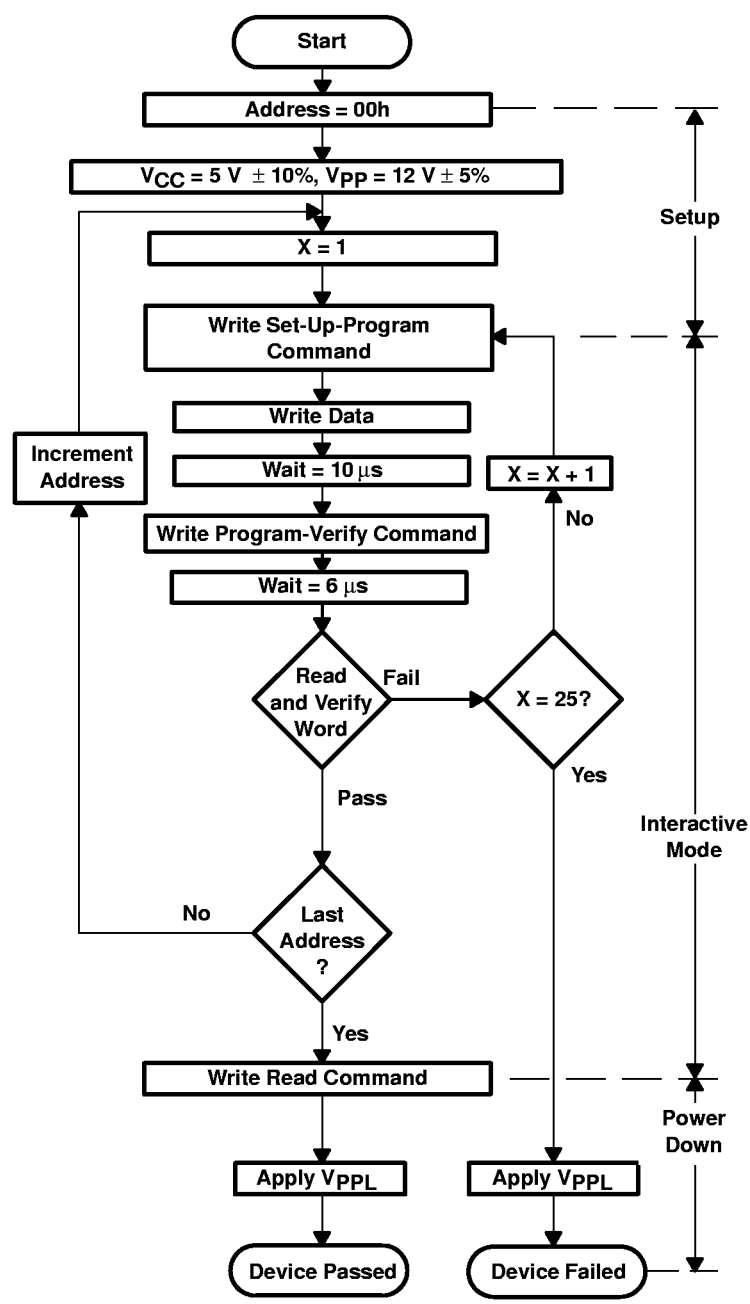 Start
Address = 00h
VCC = 5 V ± 10%, VPP = 12 V ± 5%
Setup
X = 1
Write Set-Up-Program
Command
Write Data
Increment
Address
Wait = 10 µs
X = X + 1
No
Write Program-Verify Command
Wait = 6 µs
Read
and Verify
Word
Fail
X = 25?
Yes
Pass
Interactive
Mode
No
Last
Address
?
Yes
Write Read Command
Power
Down
Apply VPPL
Apply VPPL
Device Passed
Device Failed